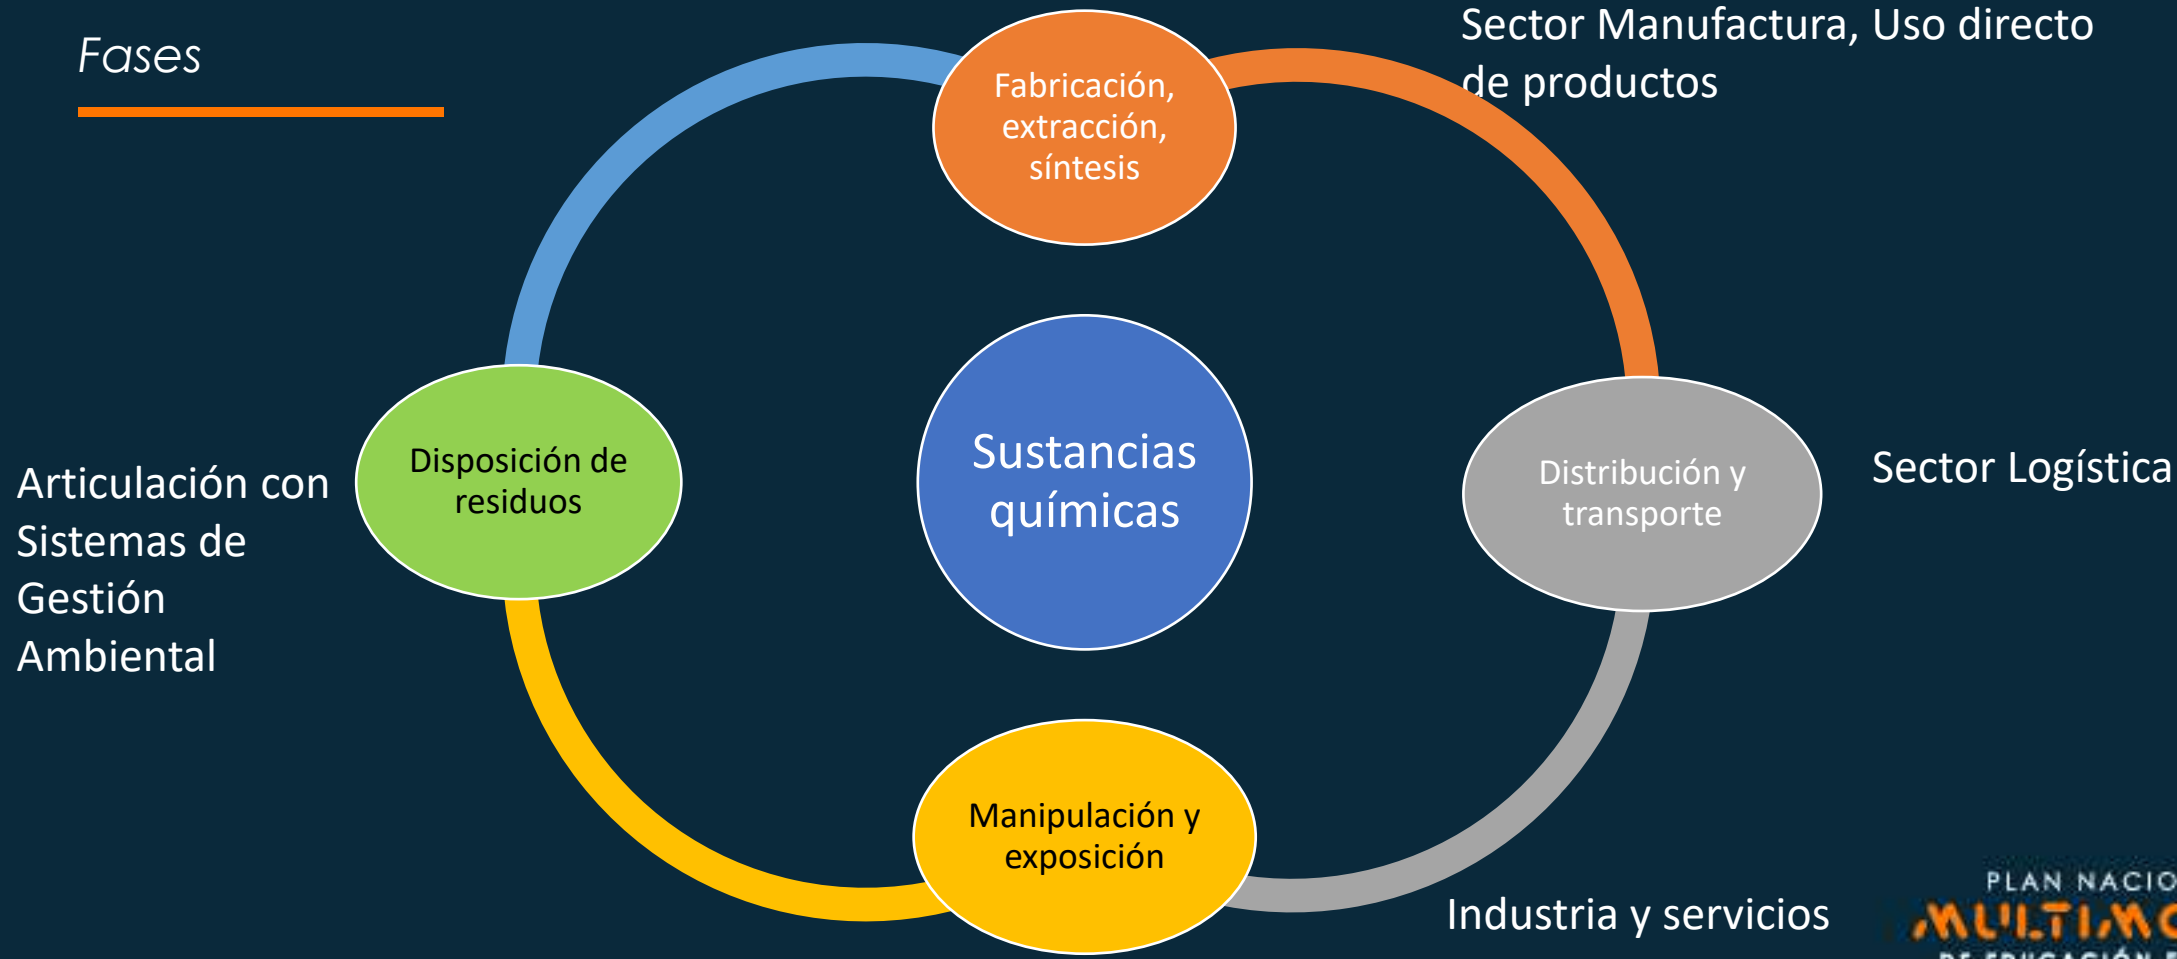 Fases
Sector Manufactura, Uso directo
de productos
Fabricación,
extracción,
síntesis
Sustancias
químicas
Distribución y
transporte
Sector Logística
Disposición de
residuos
Articulación con
Sistemas de
Gestión
Ambiental
Manipulación y
exposición
Industria y servicios
PLAN